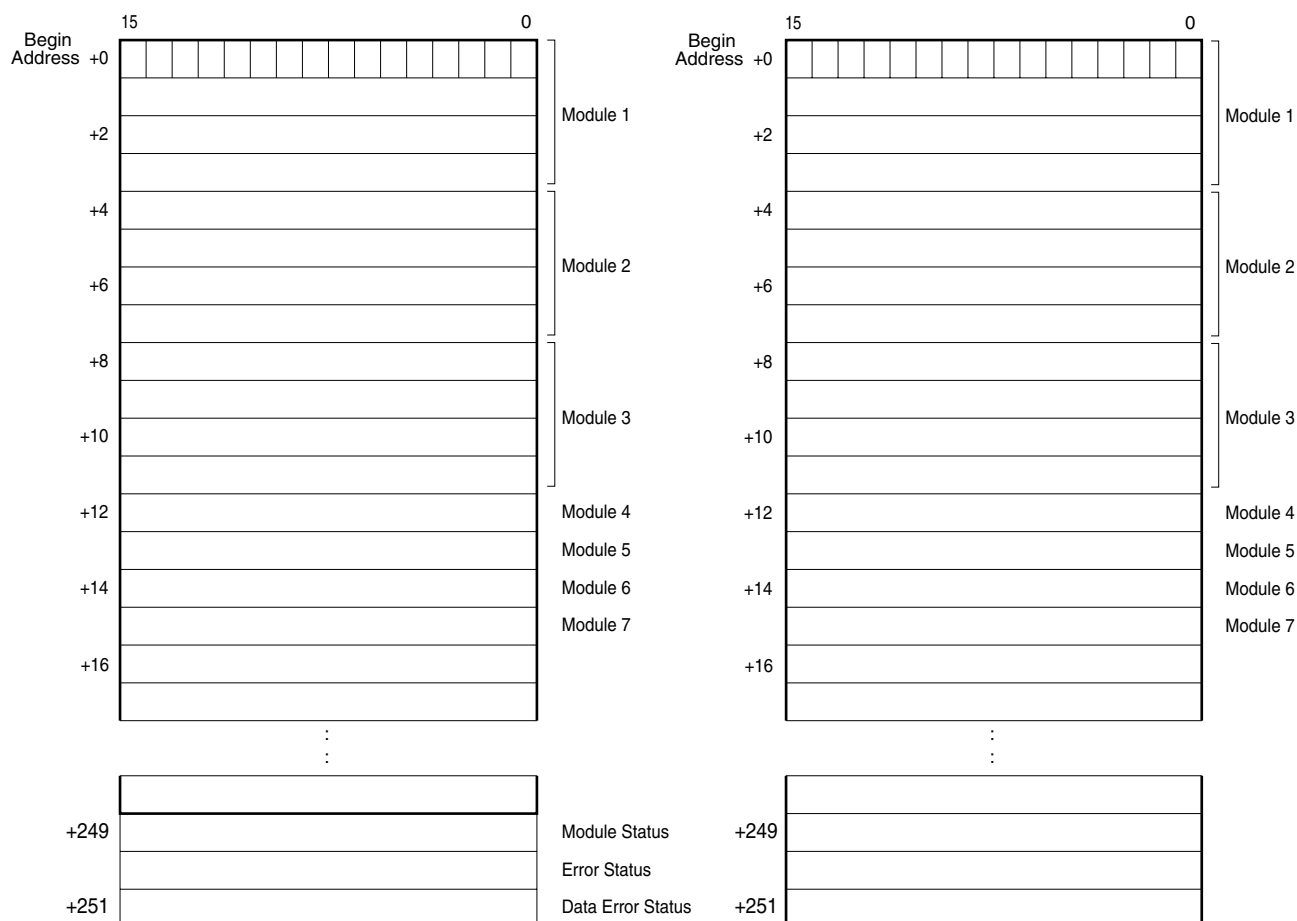 15 0
Begin
Address +0
Module 1
+2
+4
Module 2
+6
+8
Module 3
+10
+12 Module 4
Module 5
+14 Module 6
Module 7
+16
:
:
+249 Module Status
Error Status
+251 Data Error Status
15 0
Begin
Address +0
Module 1
+2
+4
Module 2
+6
+8
Module 3
+10
+12 Module 4
Module 5
+14 Module 6
Module 7
+16
:
:
+249
+251